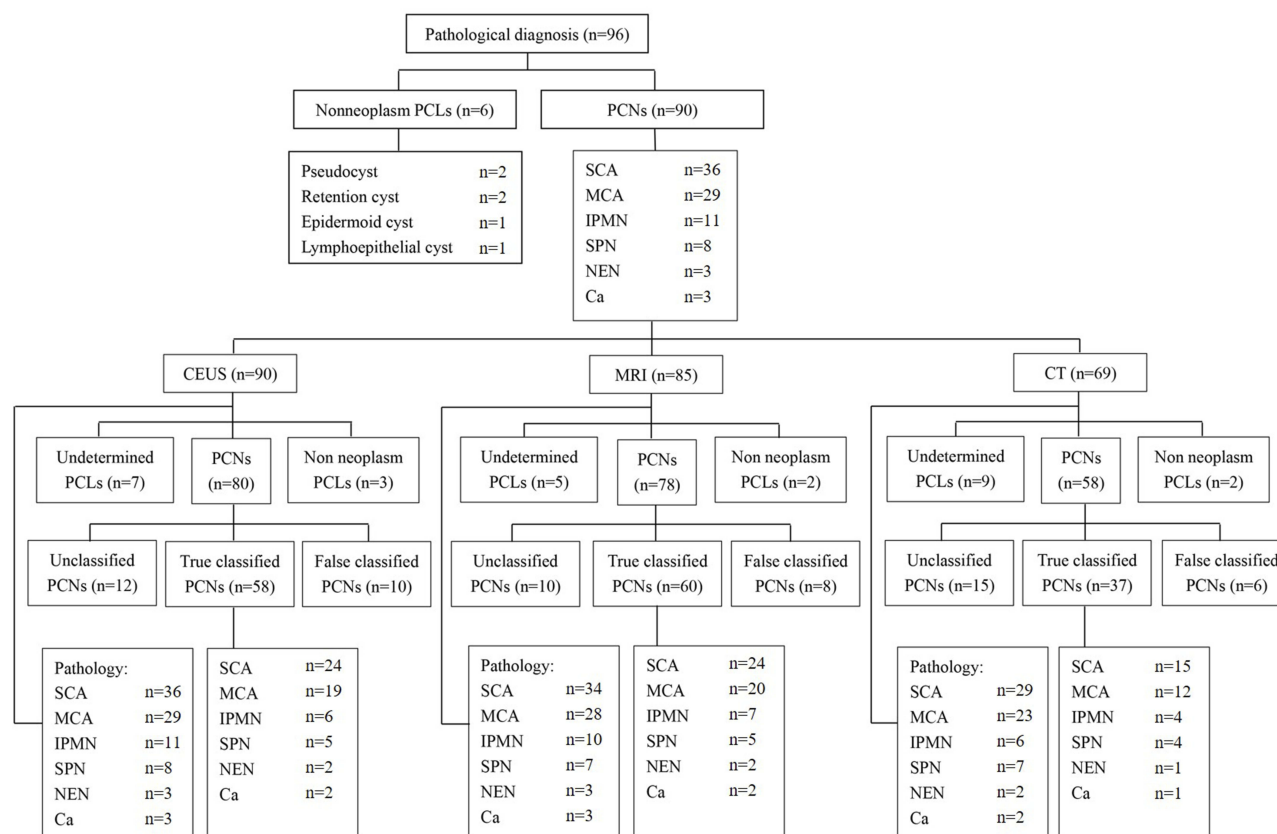 Pathological diagnosis (n=96)
Nonneoplasm PCLs (n=6)
PCNs (n=90)
Pseudocyst n=2
Retention cyst n=2
Epidermoid cyst n=1
Lymphoepithelial cyst n=1
SCA n=36
MCA n=29
IPMN n=11
SPN n=8
NEN n=3
Ca n=3
CEUS (n=90)
MRI (n=85)
CT (n=69)
Undetermined
PCLs (n=7)
PCNs
(n=80)
Non neoplasm
PCLs (n=3)
Undetermined
PCLs (n=5)
PCNs
(n=78)
Non neoplasm
PCLs (n=2)
Undetermined
PCLs (n=9)
PCNs
(n=58)
Non neoplasm
PCLs (n=2)
Unclassified
PCNs (n=12)
True classified
PCNs (n=58)
False classified
PCNs (n=10)
Unclassified
PCNs (n=10)
True classified
PCNs (n=60)
False classified
PCNs (n=8)
Unclassified
PCNs (n=15)
True classified
PCNs (n=37)
False classified
PCNs (n=6)
Pathology:
SCA n=36
MCA n=29
IPMN n=11
SPN n=8
NEN n=3
Ca n=3
SCA n=24
MCA n=19
IPMN n=6
SPN n=5
NEN n=2
Ca n=2
Pathology:
SCA n=34
MCA n=28
IPMN n=10
SPN n=7
NEN n=3
Ca n=3
SCA n=24
MCA n=20
IPMN n=7
SPN n=5
NEN n=2
Ca n=2
Pathology:
SCA n=29
MCA n=23
IPMN n=6
SPN n=7
NEN n=2
Ca n=2
SCA n=15
MCA n=12
IPMN n=4
SPN n=4
NEN n=1
Ca n=1